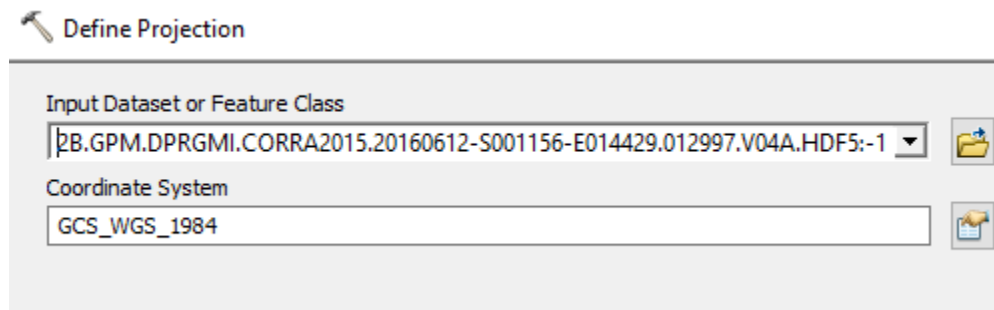 Define Projection
Input Dataset or Feature Class
2B.GPM.DPRGMI.CORRA2015.20160612-S001156-E014429.012997.V04A.HDF5:-1
Coordinate System
GCS_WGS_1984